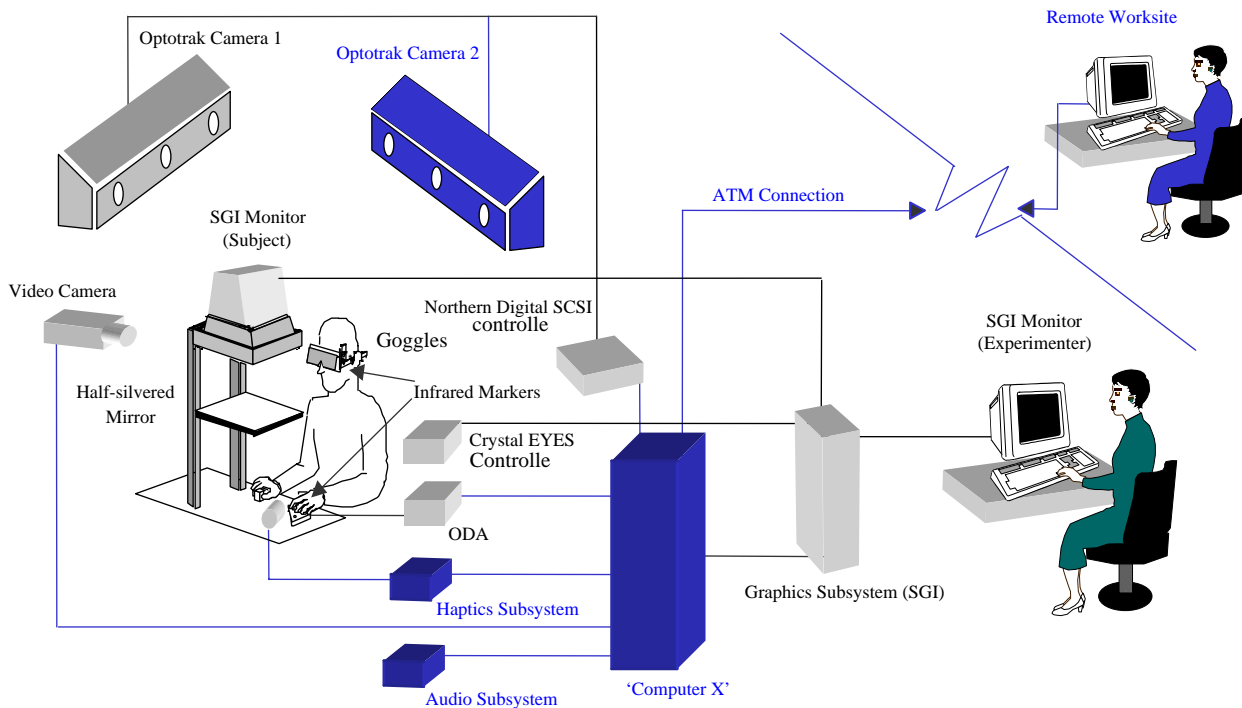 Remote Worksite
Optotrak Camera 1
Optotrak Camera 2
ATM Connection
SGI Monitor
(Subject)
Video Camera
Northern Digital SCSI
controlle
SGI Monitor
(Experimenter)
Goggles
Half-silvered
Mirror
Infrared Markers
Crystal EYES
Controlle
ODA
Graphics Subsystem (SGI)
Haptics Subsystem
Audio Subsystem
‘Computer X’